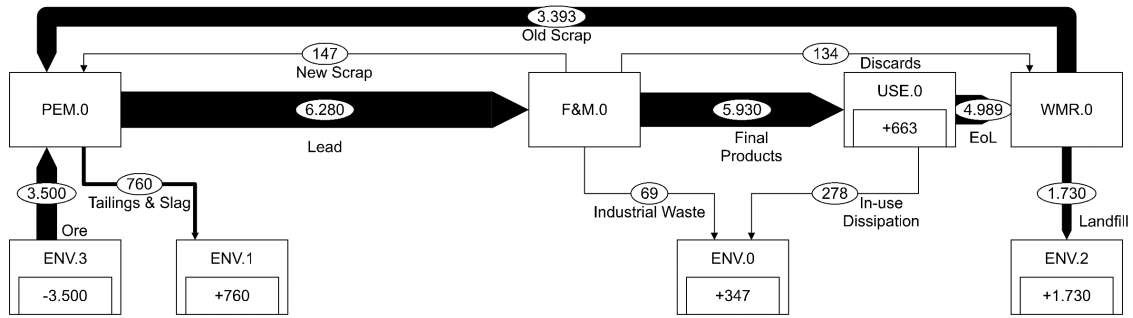 3.393
Old Scrap
147
New Scrap
134
Discards
PEM.0
6.280
Lead
F&M.0
5.930
Final
Products
USE.0
+663
4.989
EoL
WMR.0
3.500
Ore
760
Tailings & Slag
69
Industrial Waste
278
In-use
Dissipation
1.730
Landfill
ENV.3
-3.500
ENV.1
+760
ENV.0
+347
ENV.2
+1.730